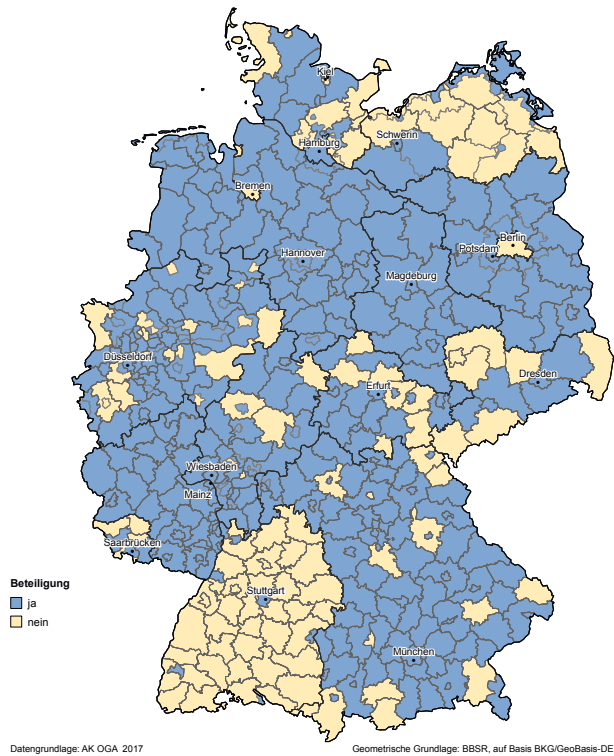 Kiel
Schwerin
Hamburg
Bremen
Berlin
Potsdam
Hannover
Magdeburg
Düsseldorf
Dresden
Erfurt
Wiesbaden
Mainz
Saarbrücken
Beteiligung
ja
nein
Stuttgart
München
Datengrundlage: AK OGA 2017
Geometrische Grundlage: BBSR, auf Basis BKG/GeoBasis-DE